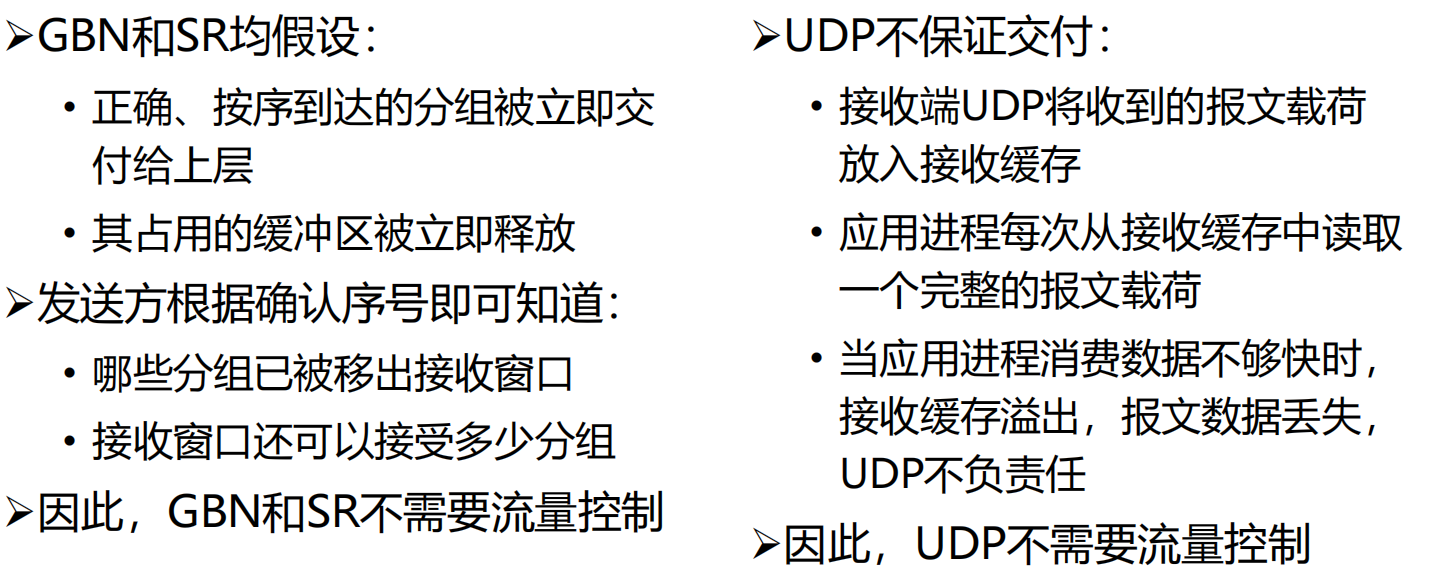 ➢GBN和SR均假设：
• 正确、按序到达的分组被立即交
付给上层
• 其占用的缓冲区被立即释放
➢发送方根据确认序号即可知道：
• 哪些分组已被移出接收窗口
• 接收窗口还可以接受多少分组
➢因此，GBN和SR不需要流量控制
➢UDP不保证交付：
• 接收端UDP将收到的报文载荷
放入接收缓存
• 应用进程每次从接收缓存中读取
一个完整的报文载荷
• 当应用进程消费数据不够快时，
接收缓存溢出，报文数据丢失，
UDP不负责任
➢因此，UDP不需要流量控制